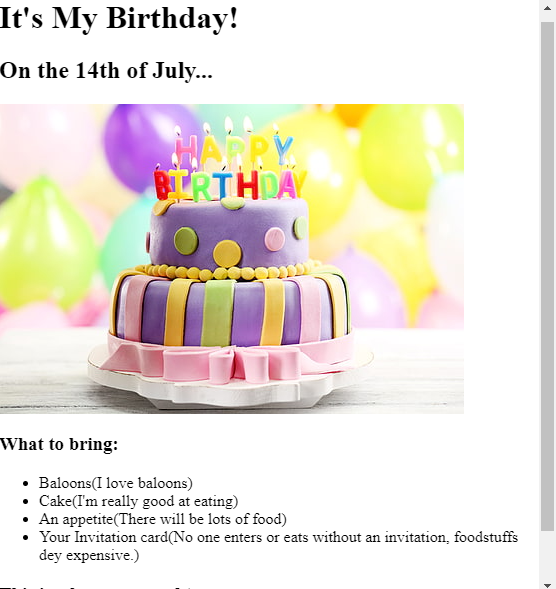 It's My Birthday!
On the 14th of July...
HAPPY
BIRTHDAY
What to bring:
Baloons(I love baloons)
Cake(I'm really good at eating)
An appetite(There will be lots of food)
Your Invitation card(No one enters or eats without an invitation, foodstuffs
dey expensive.)